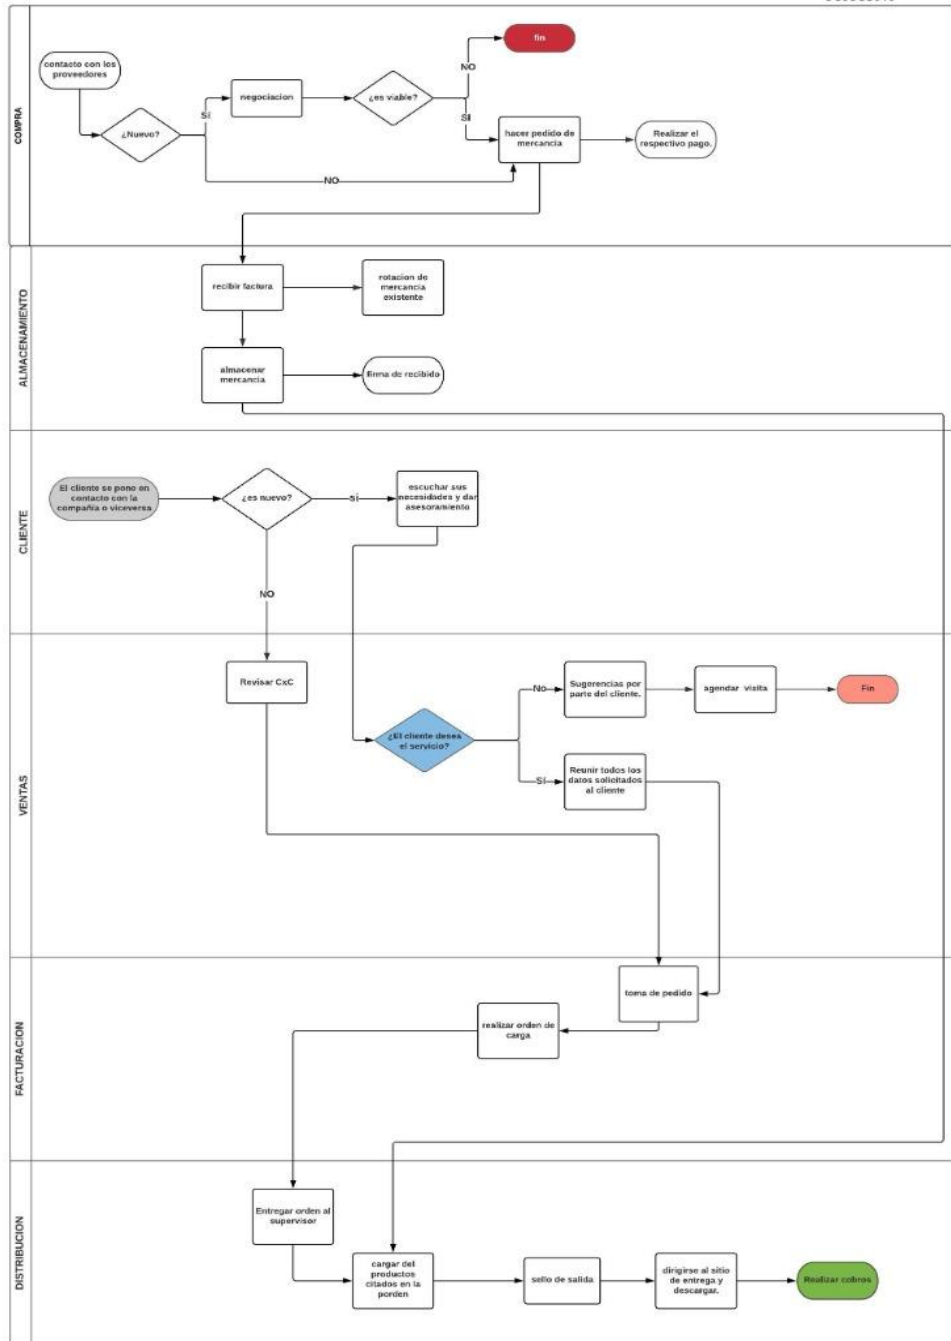 COMPRA
contacto con los
proveedores
¿Nuevo?
Si
negociacion
¿es viable?
NO
fin
SI
hacer pedido de
mercancia
Realizar el
respectivo pago.
NO
ALMACENAMIENTO
recibir factura
rotacion de
mercancia
existente
almacenar
mercancia
firma de recibido
CLIENTE
El cliente se pono en
contacto con la
compañia o viceversa
¿es nuevo?
si
escuchar sus
necesidades y dar
asesoramiento
NO
VENTAS
Revisar CxC
¿El cliente desea
el servicio?
No
Sugerencias por
parte del cliente.
agendar visita
Fin
SI
Reunir todos los
datos solicitados
al cliente
FACTURACION
toma de pedido
realizar orden de
carga
DISTRIBUCION
Entregar orden al
supervisor
cargar del
productos
citados en la
porden
sello de salida
dirigirse al sitio
de entrega y
descargar.
Realizar cobros